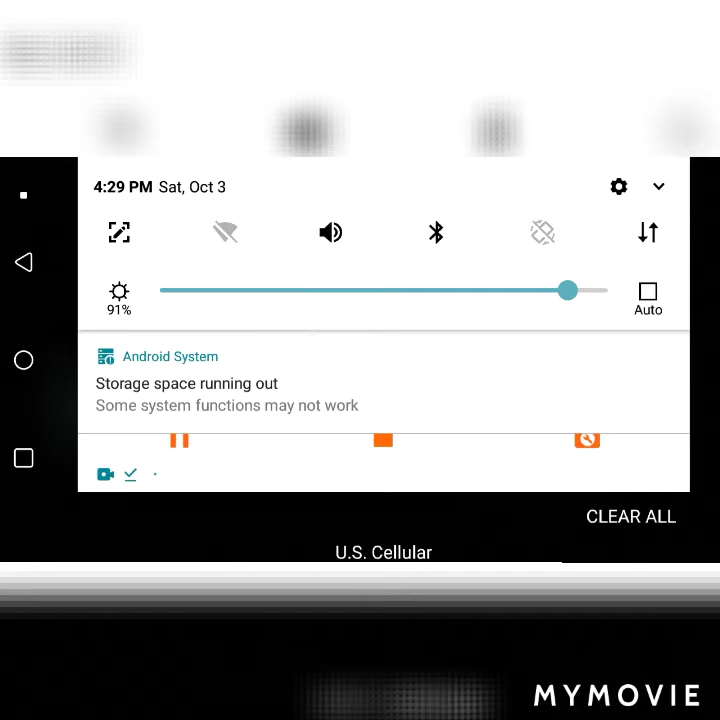 4:29 PM Sat, Oct 3
91%
Auto
Android System
Storage space running out
Some system functions may not work
CLEAR ALL
U.S. Cellular
MYMOVIE